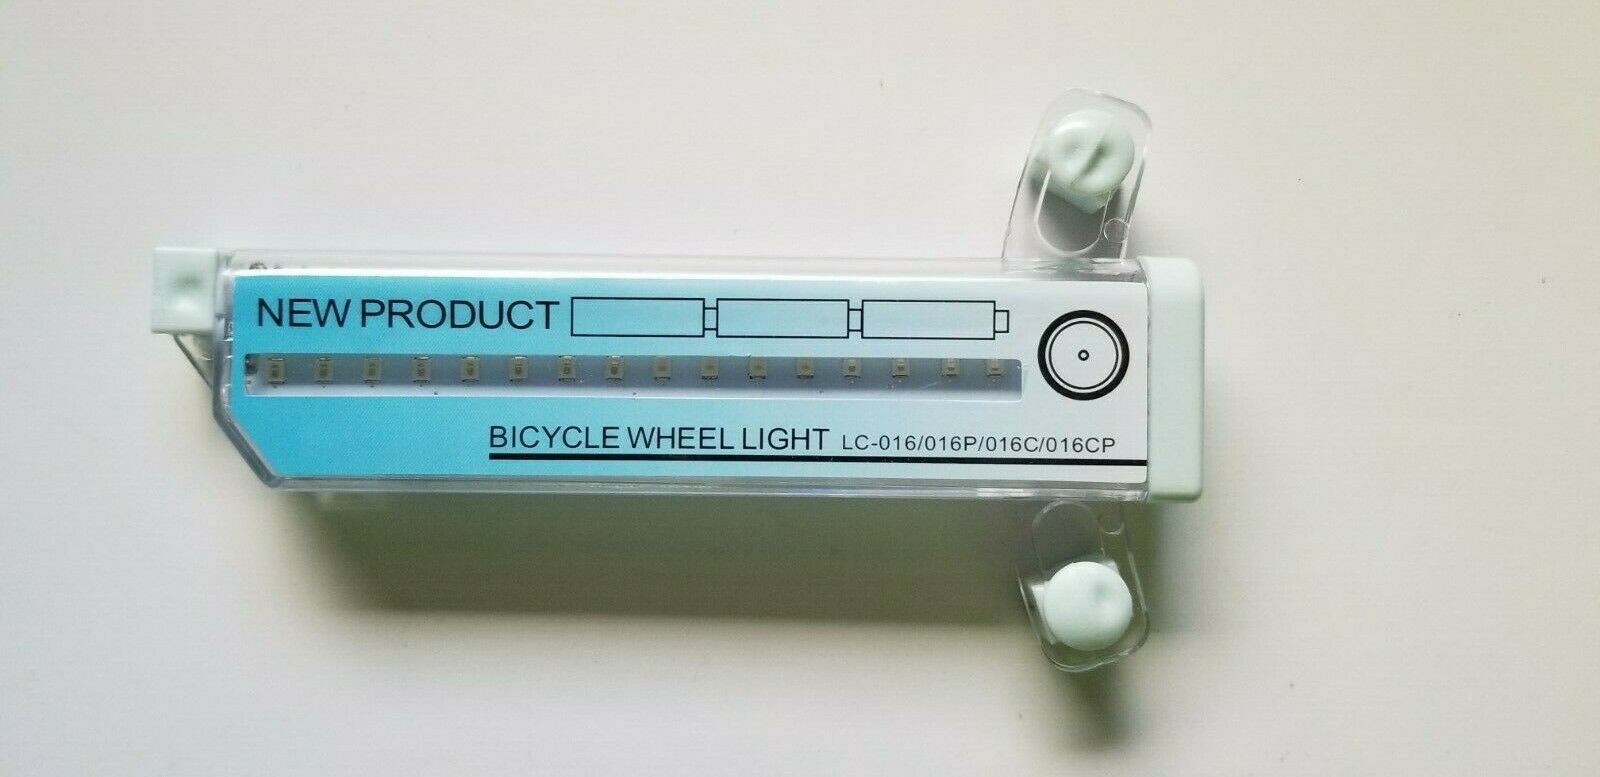 NEW PRODUCT
BICYCLE WHEEL LIGHT LC-016/016P/016C/016CP